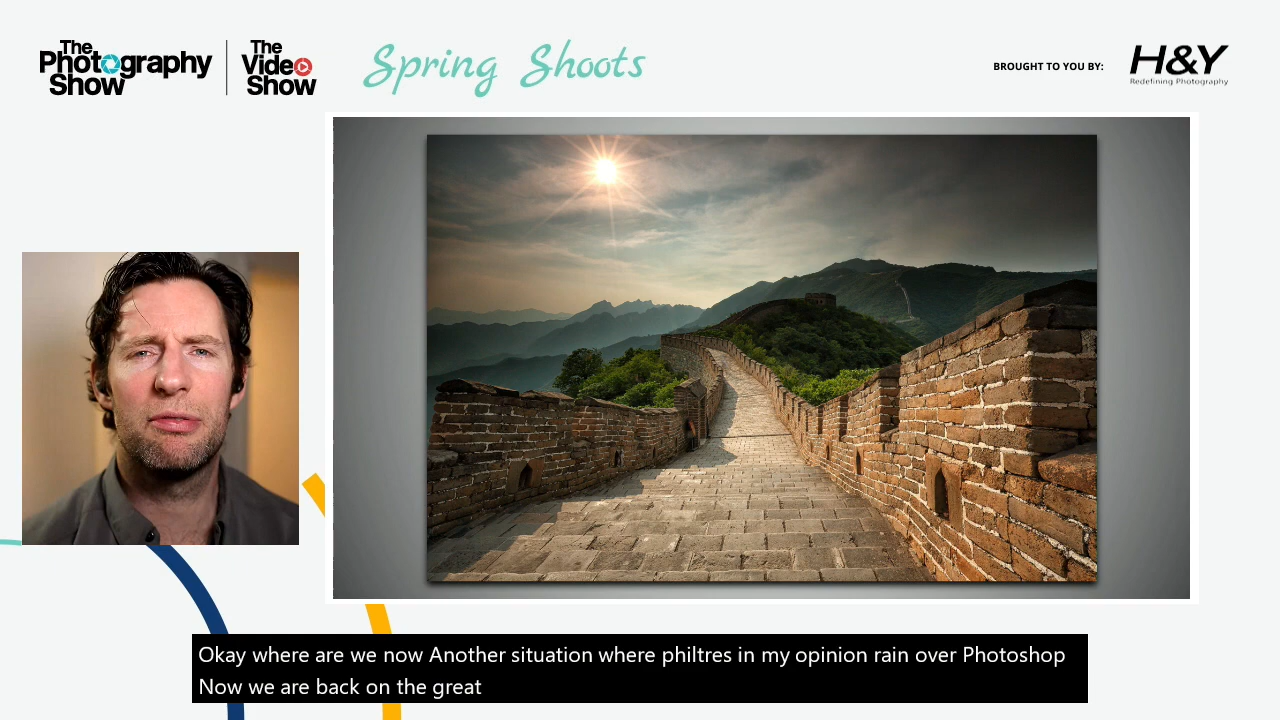 The
Photography
Show
The
Video
Show
Spring Shoots
BROUGHT TO YOU BY:
H&Y
Redefining Photography
Okay where are we now Another situation where philtres in my opinion rain over Photoshop
Now we are back on the great